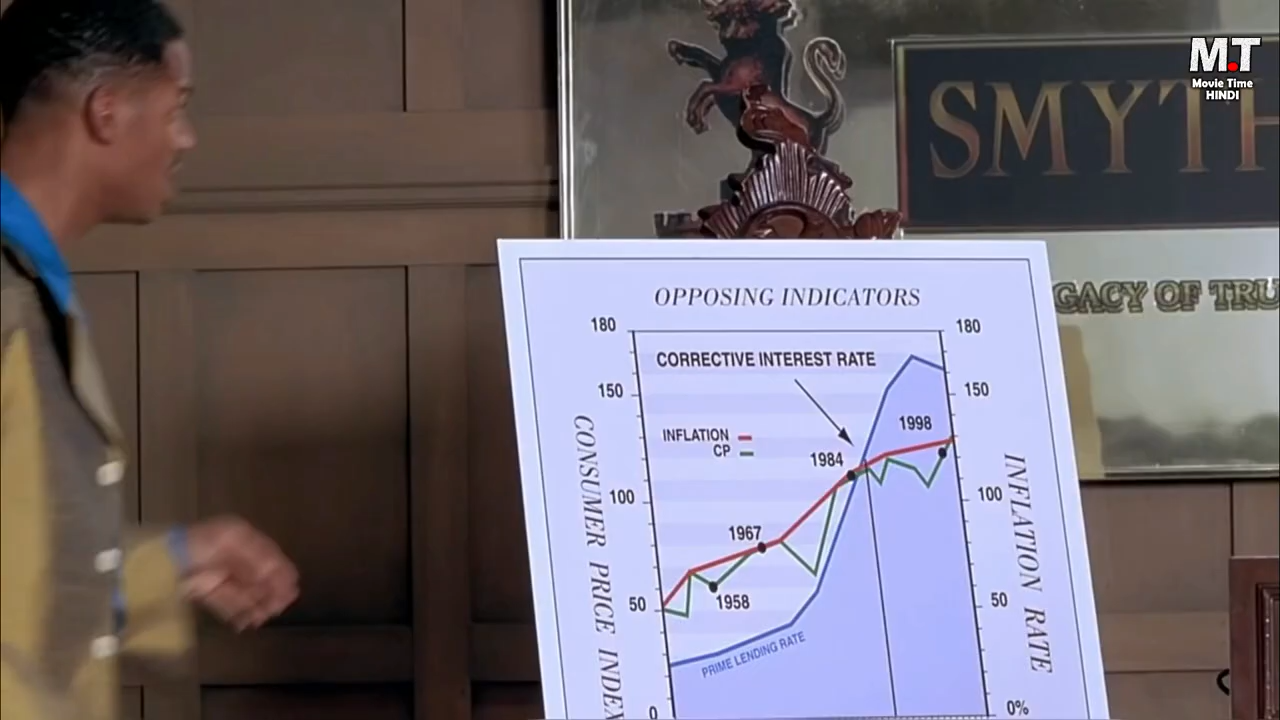 M.T
Movie Time
HINDI
SMYTH
GACY OF TRU
OPPOSING INDICATORS
180
180
CORRECTIVE INTEREST RATE
150
150
1998
INFLATION
CP
1984
100
100
1967
1958
50
50
PRIME LENDING RATE
0
0%
CONSUMER PRICE INDEX
INFLATION RATE